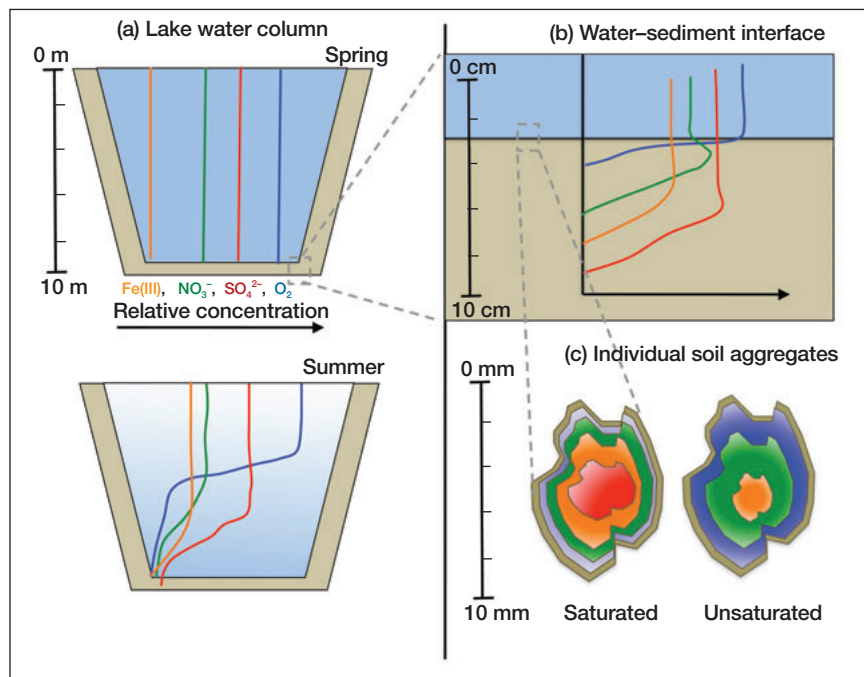 (a) Lake water column
0 m
Spring
10 m
Fe(III), NO₃⁻, SO₄²⁻, O₂
Relative concentration
Summer
(b) Water–sediment interface
0 cm
10 cm
(c) Individual soil aggregates
0 mm
10 mm
Saturated
Unsaturated